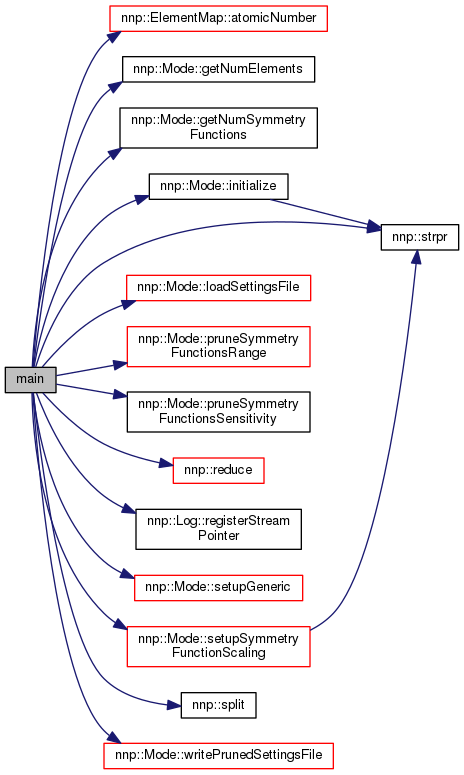 nnp::ElementMap::atomicNumber
nnp::Mode::getNumElements
nnp::Mode::getNumSymmetry
Functions
nnp::Mode::initialize
nnp::strpr
nnp::Mode::loadSettingsFile
nnp::Mode::pruneSymmetry
FunctionsRange
main
nnp::Mode::pruneSymmetry
FunctionsSensitivity
nnp::reduce
nnp::Log::registerStream
Pointer
nnp::Mode::setupGeneric
nnp::Mode::setupSymmetry
FunctionScaling
nnp::split
nnp::Mode::writePrunedSettingsFile